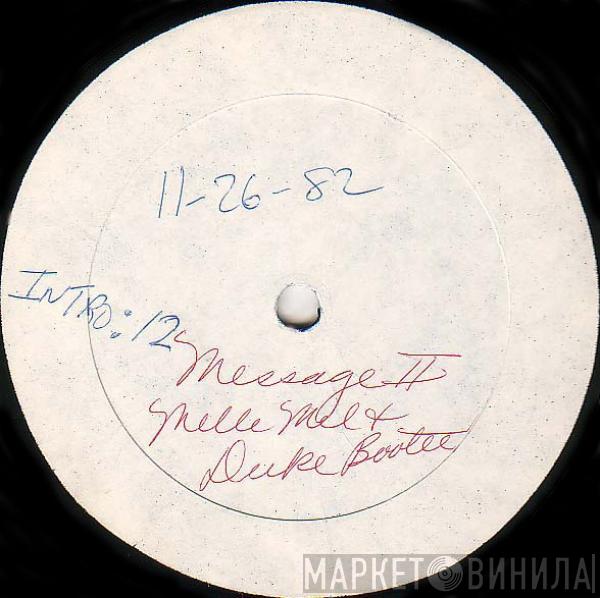 11-26-82
INTRO: 12
Message II
Melle Mel +
Duke Bootee
МАРКЕТ ВИНИЛА